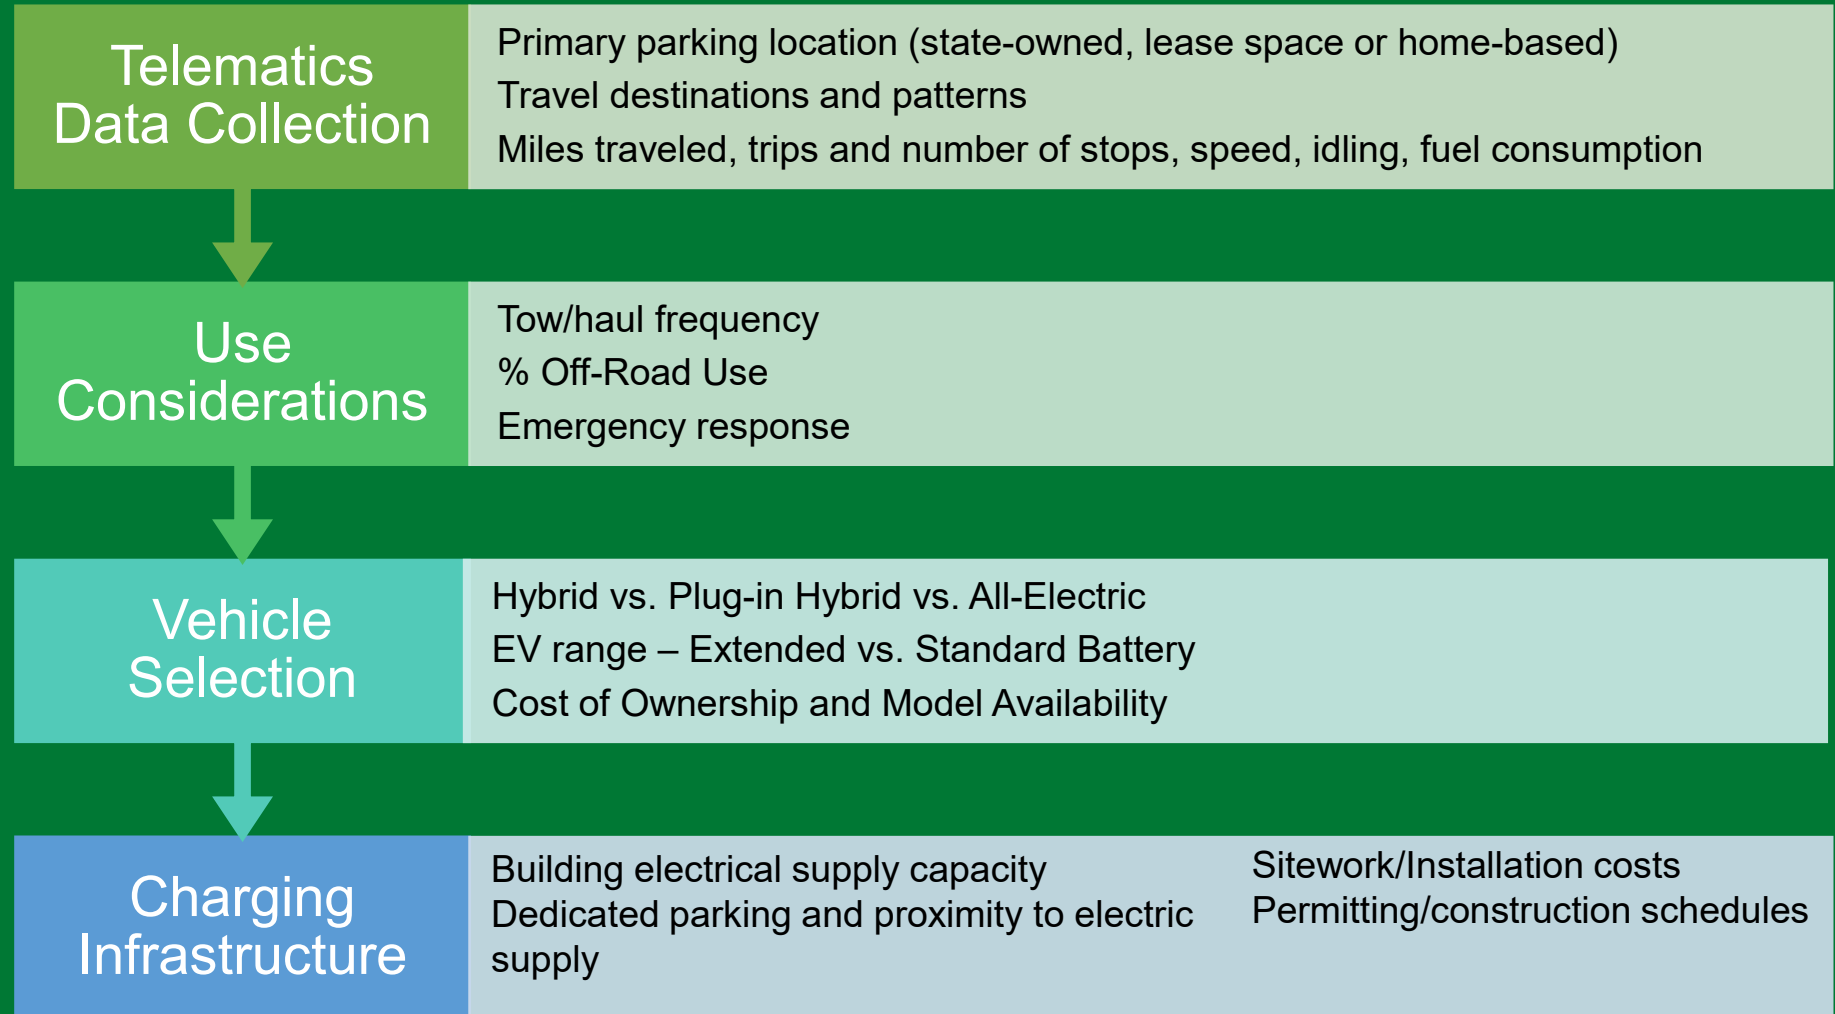 Telematics
Data Collection
Primary parking location (state-owned, lease space or home-based)
Travel destinations and patterns
Miles traveled, trips and number of stops, speed, idling, fuel consumption
Use
Considerations
Tow/haul frequency
% Off-Road Use
Emergency response
Vehicle
Selection
Hybrid vs. Plug-in Hybrid vs. All-Electric
EV range – Extended vs. Standard Battery
Cost of Ownership and Model Availability
Charging
Infrastructure
Building electrical supply capacity
Dedicated parking and proximity to electric
supply
Sitework/Installation costs
Permitting/construction schedules